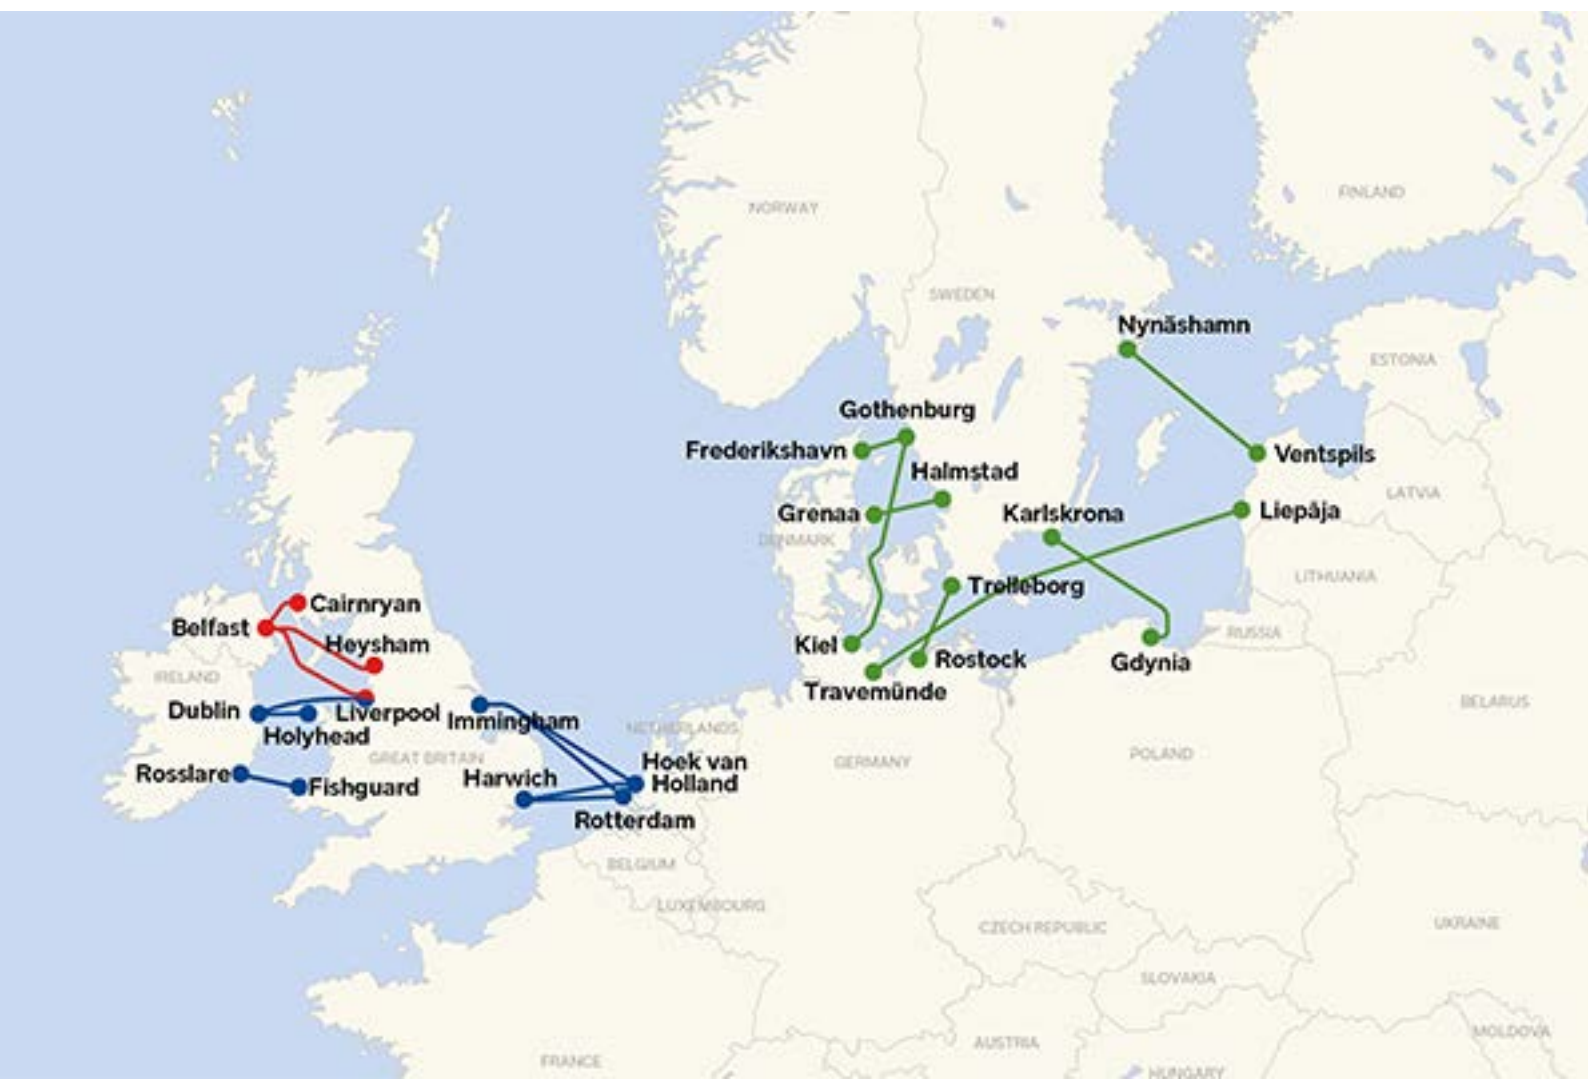 NORWAY
FINLAND
SWEDEN
Nynäshamn
ESTONIA
Gothenburg
Frederikshavn
Ventspils
Halmstad
LATVIA
Grenaa
Karlskrona
Liepåja
DENMARK
LITHUANIA
Trelleborg
Cairnryan
Belfast
RUSSIA
Heysham
Kiel
Rostock
Gdynia
IRELAND
Travemünde
BELARUS
Dublin
Liverpool
Immingham
NETHERLANDS
Holyhead
GREAT BRITAIN
POLAND
Hoek van
Holland
GERMANY
Rosslare
Fishguard
Harwich
Rotterdam
BELGIUM
LUXEMBOURG
CZECH REPUBLIC
UKRAINE
SLOVAKIA
MOLDOVA
AUSTRIA
FRANCE
HUNGARY